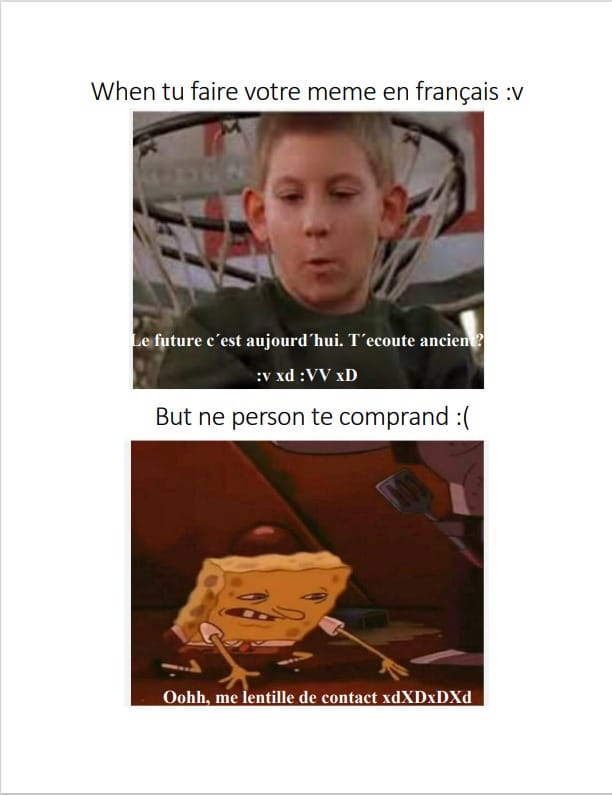 When tu faire votre meme en français :v
Le future c´est aujourd´hui. T´ecoute ancient?
:v xd :VV xD
But ne person te comprand :(
Oohh, me lentille de contact xdXDxDXd